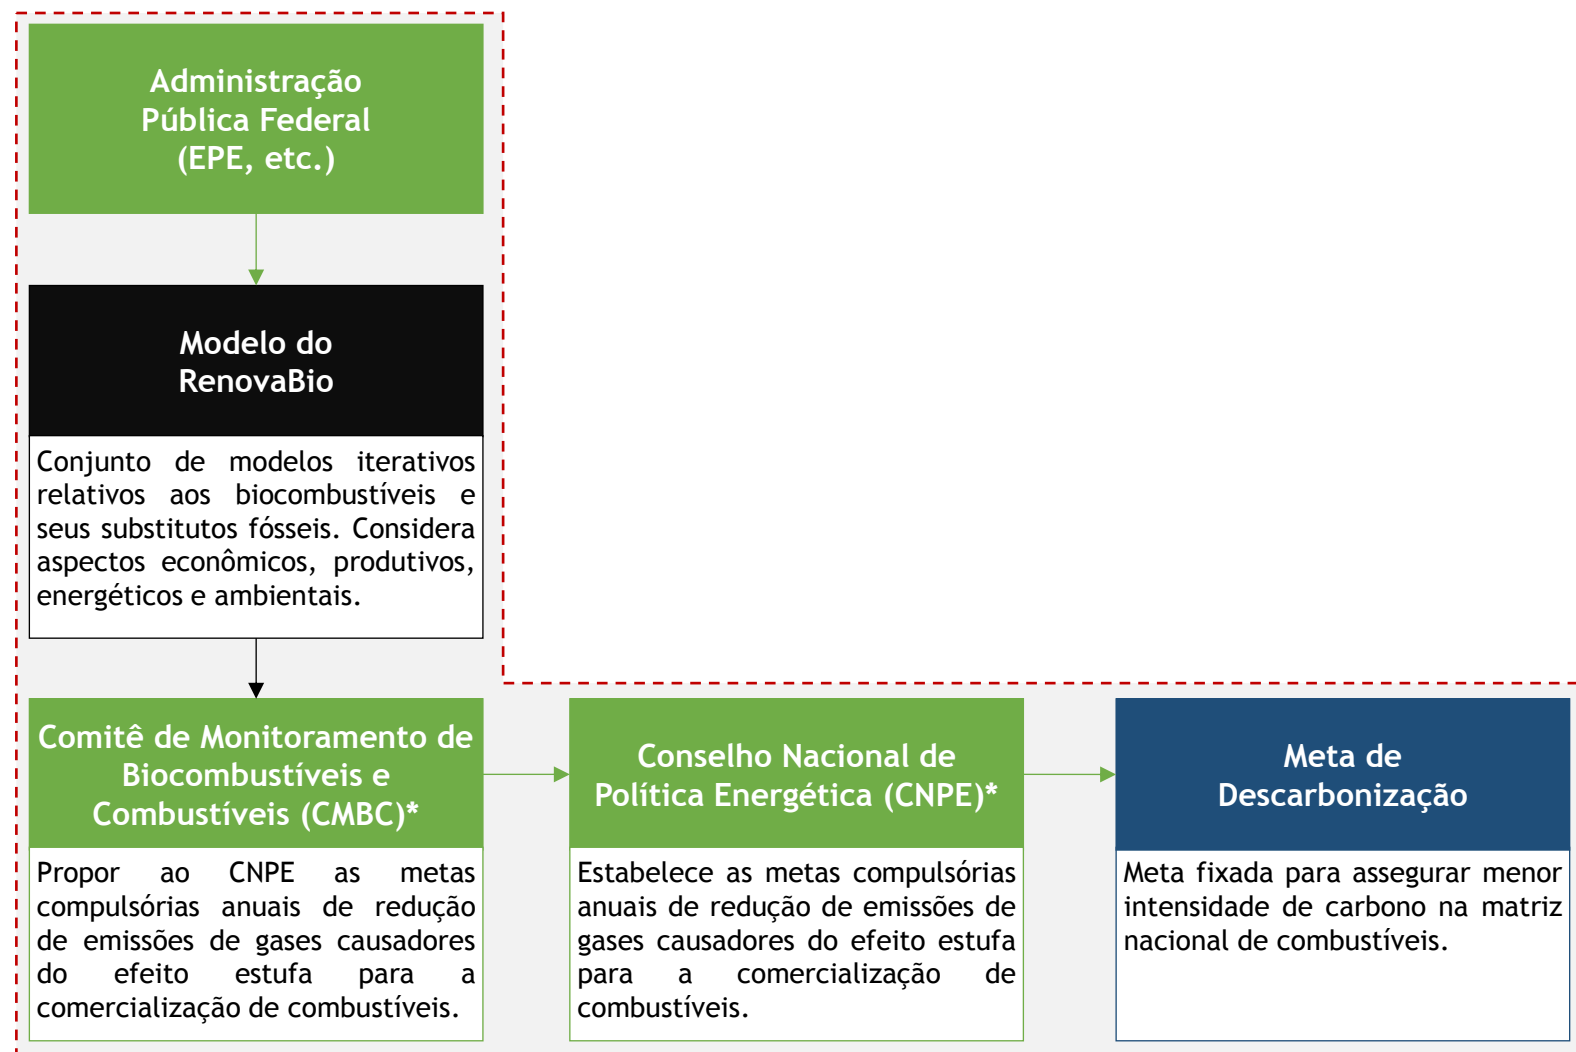 Administração
Pública Federal
(EPE, etc.)
Modelo do
RenovaBio
Conjunto de modelos iterativos
relativos aos biocombustíveis e
seus substitutos fósseis. Considera
aspectos econômicos, produtivos,
energéticos e ambientais.
Comitê de Monitoramento de
Biocombustíveis e
Combustíveis (CMBC)*
Propor ao CNPE as metas
compulsórias anuais de redução
de emissões de gases causadores
do efeito estufa para a
comercialização de combustíveis.
Conselho Nacional de
Política Energética (CNPE)*
Estabelece as metas compulsórias
anuais de redução de emissões de
gases causadores do efeito estufa
para a comercialização de
combustíveis.
Meta de
Descarbonização
Meta fixada para assegurar menor
intensidade de carbono na matriz
nacional de combustíveis.